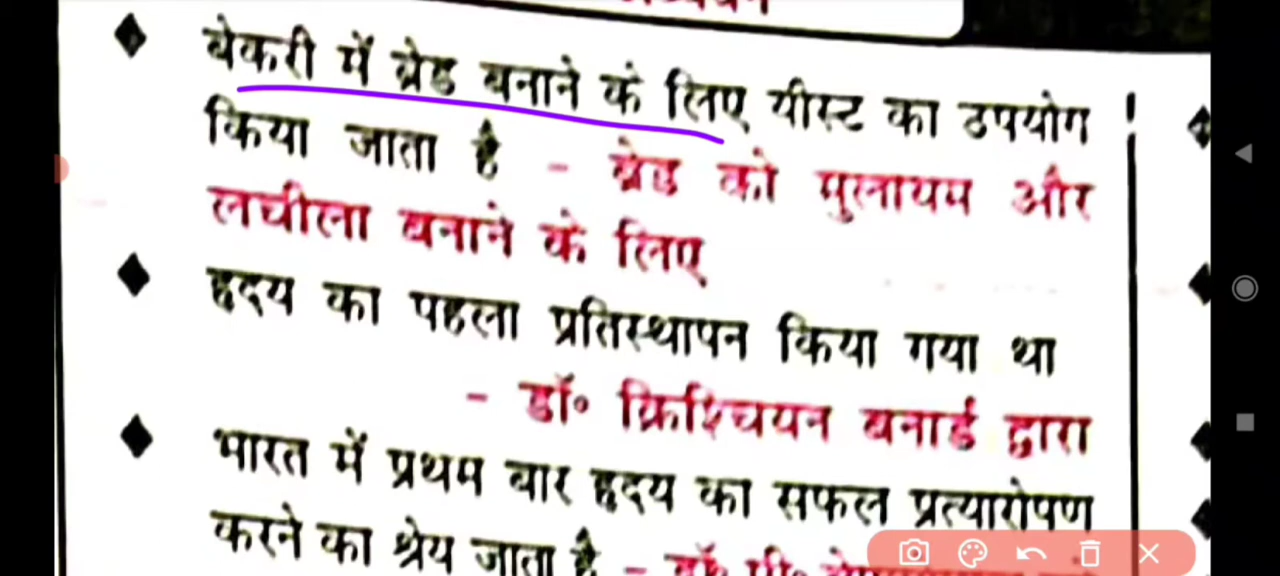 बेकरी में ब्रेड बनाने के लिए यीस्ट का उपयोग
किया जाता है - ब्रेड को मुलायम और
लचीला बनाने के लिए
हृदय का पहला प्रतिस्थापन किया गया था
- डॉ॰ क्रिश्चियन बनार्ड द्वारा
भारत में प्रथम बार हृदय का सफल प्रत्यारोपण
करने का श्रेय जाता है - डॉ॰ पी॰